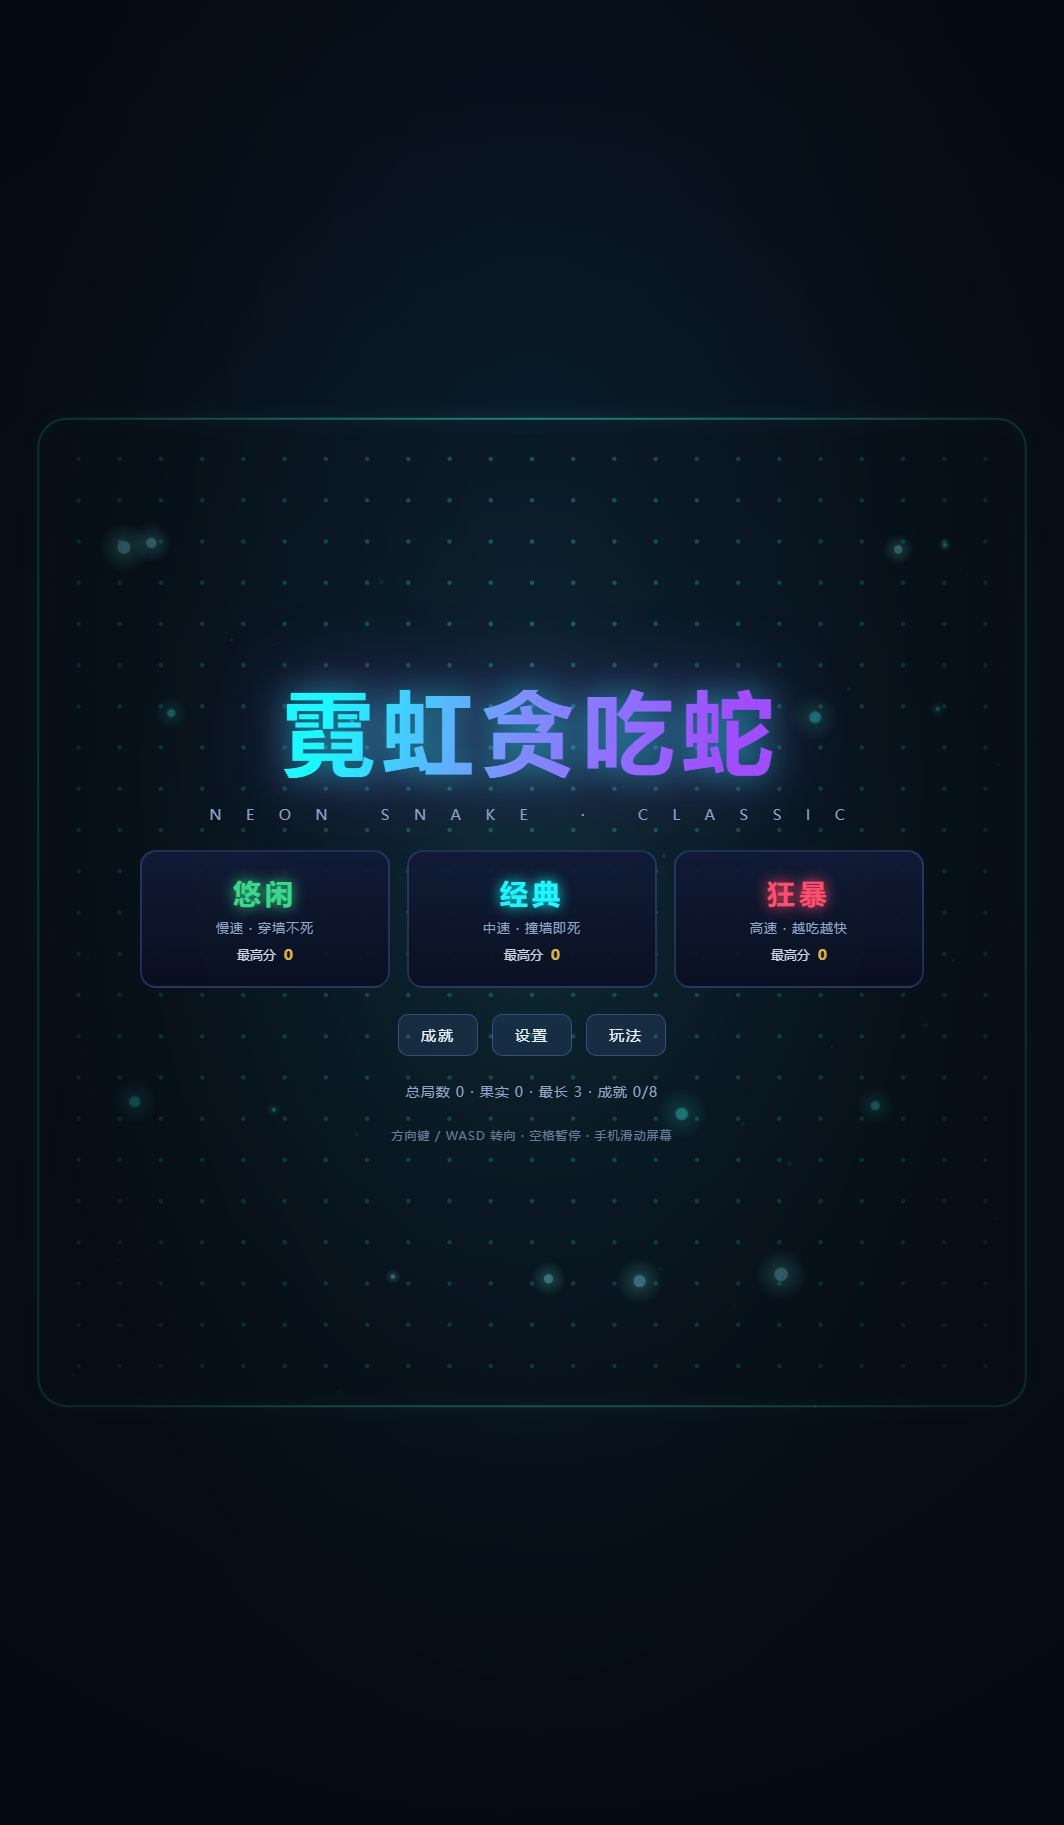 霓虹贪吃蛇
NEON SNAKE · CLASSIC
悠闲
慢速 · 穿墙不死
最高分 0
经典
中速 · 撞墙即死
最高分 0
狂暴
高速 · 越吃越快
最高分 0
成就
设置
玩法
总局数 0 · 果实 0 · 最长 3 · 成就 0/8
方向键 / WASD 转向 · 空格暂停 · 手机滑动屏幕